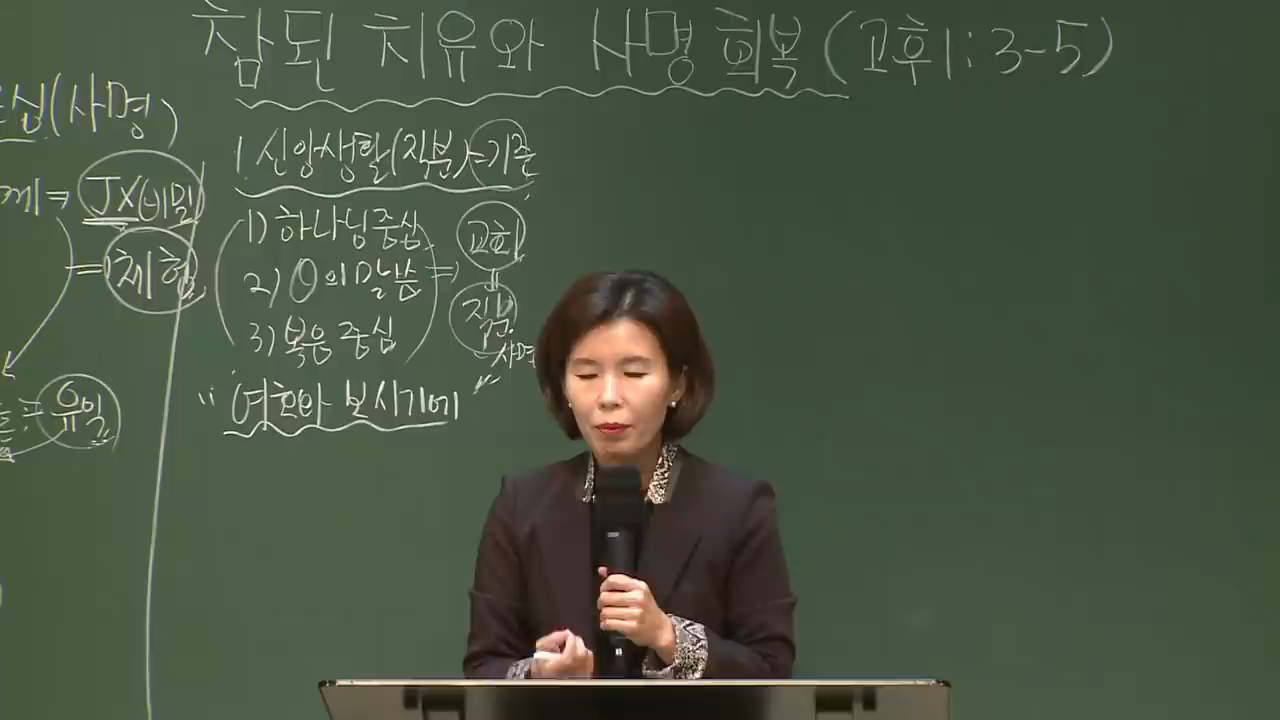 참된 치유와 사명 회복 (고후 1:3-5)
심(사명)
께 ⇒ JX(비밀)
= 체험
유일
1. 신앙생활(직분)=기준
1) 하나님중심
2) 의 말씀
3) 복음 중심
⇒ 교회
=
직분
사명
"여호와 보시기에